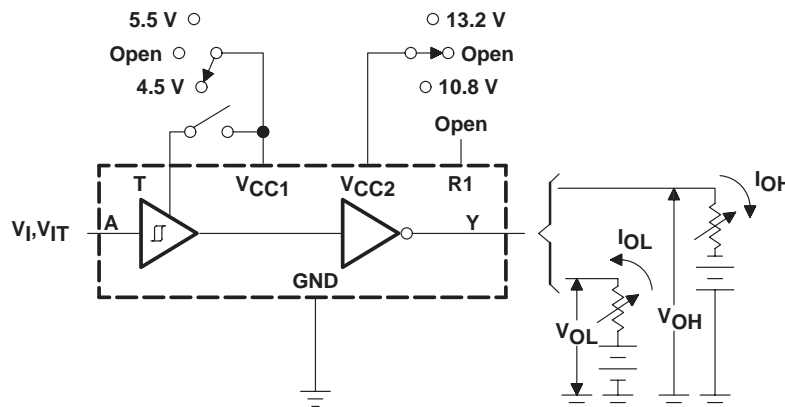 5.5 V 13.2 V
Open Open
4.5 V 10.8 V
Open
T VCC1 VCC2 R1
IOH
VI,VIT A Y
IOL
GND
VOH
VOL